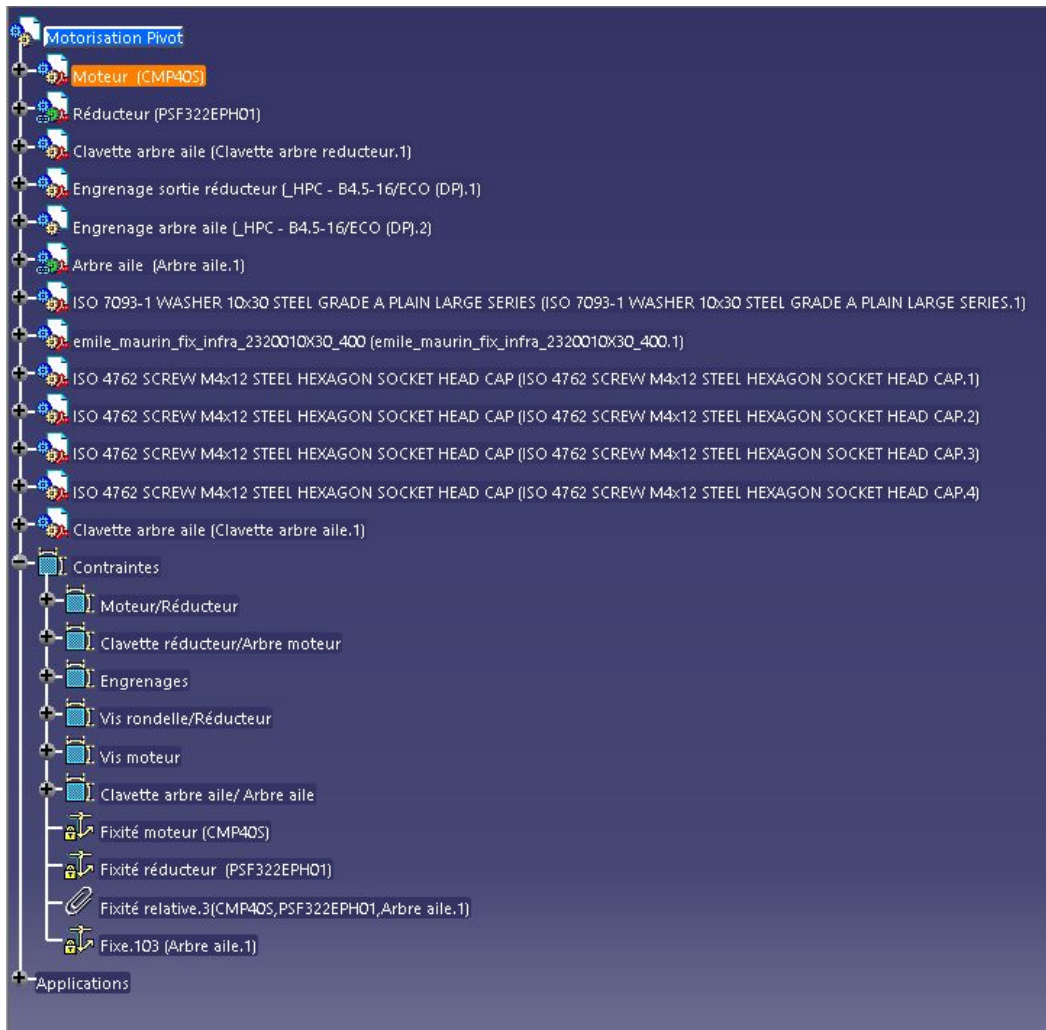 Motorisation Pivot
Moteur (CMP40S)
Réducteur (PSF322EPH01)
Clavette arbre aile (Clavette arbre reducteur.1)
Engrenage sortie réducteur (_HPC - B4.5-16/ECO (DP).1)
Engrenage arbre aile (_HPC - B4.5-16/ECO (DP).2)
Arbre aile (Arbre aile.1)
ISO 7093-1 WASHER 10x30 STEEL GRADE A PLAIN LARGE SERIES (ISO 7093-1 WASHER 10x30 STEEL GRADE A PLAIN LARGE SERIES.1)
emile_maurin_fix_infra_2320010X30_400 (emile_maurin_fix_infra_2320010X30_400.1)
ISO 4762 SCREW M4x12 STEEL HEXAGON SOCKET HEAD CAP (ISO 4762 SCREW M4x12 STEEL HEXAGON SOCKET HEAD CAP.1)
ISO 4762 SCREW M4x12 STEEL HEXAGON SOCKET HEAD CAP (ISO 4762 SCREW M4x12 STEEL HEXAGON SOCKET HEAD CAP.2)
ISO 4762 SCREW M4x12 STEEL HEXAGON SOCKET HEAD CAP (ISO 4762 SCREW M4x12 STEEL HEXAGON SOCKET HEAD CAP.3)
ISO 4762 SCREW M4x12 STEEL HEXAGON SOCKET HEAD CAP (ISO 4762 SCREW M4x12 STEEL HEXAGON SOCKET HEAD CAP.4)
Clavette arbre aile (Clavette arbre aile.1)
Contraintes
Moteur/Réducteur
Clavette réducteur/Arbre moteur
Engrenages
Vis rondelle/Réducteur
Vis moteur
Clavette arbre aile/ Arbre aile
Fixité moteur (CMP40S)
Fixité réducteur (PSF322EPH01)
Fixité relative.3(CMP40S,PSF322EPH01,Arbre aile.1)
Fixe.103 (Arbre aile.1)
Applications